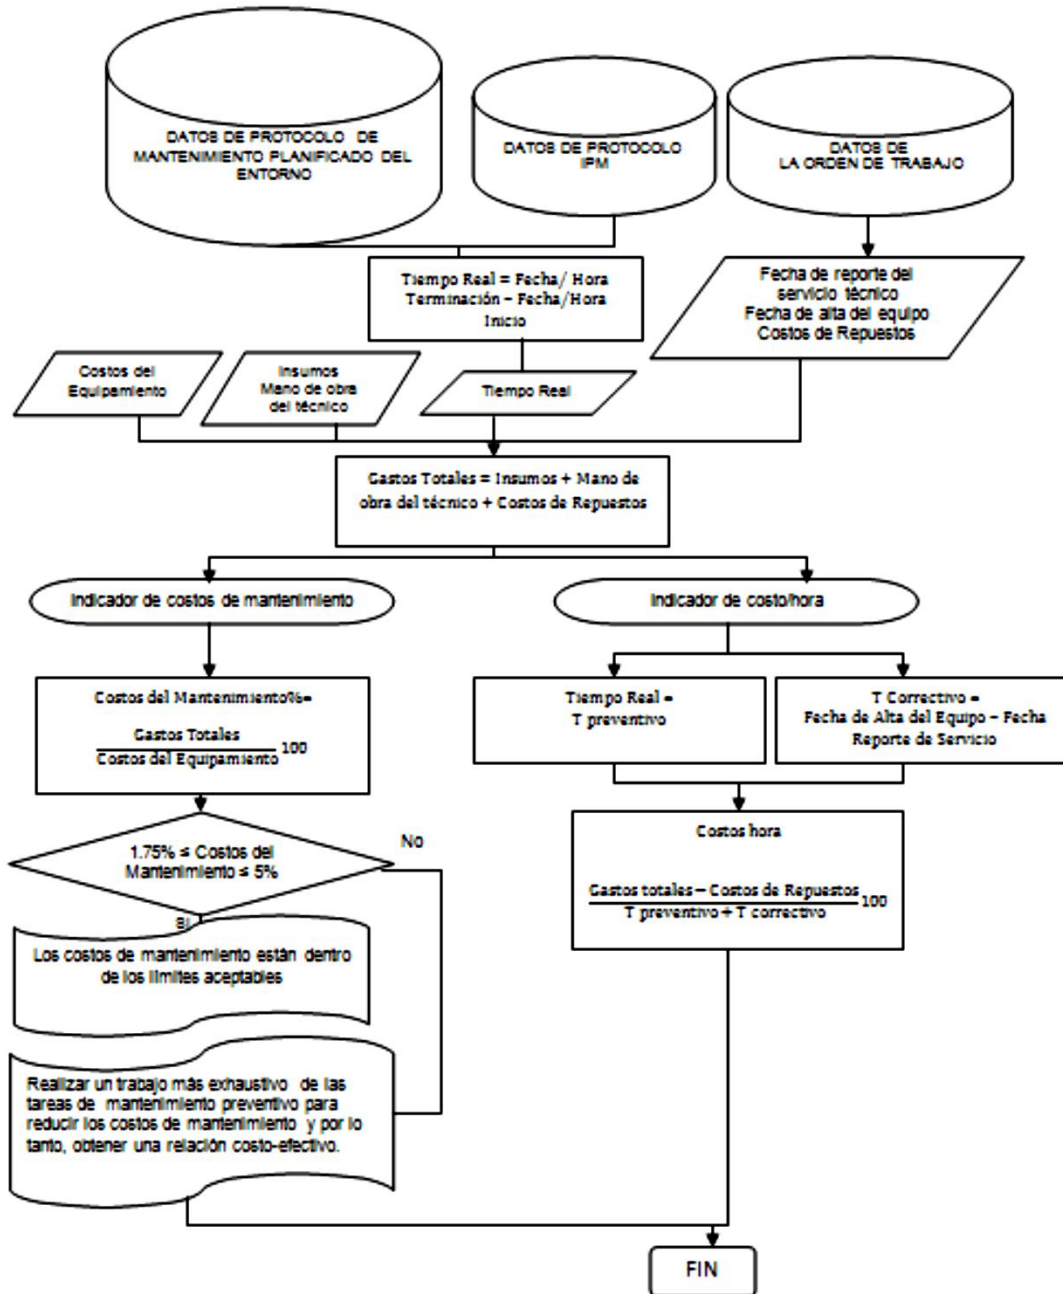 DATOS DE PROTOCOLO DE
MANTENIMIENTO PLANIFICADO DEL
ENTORNO
DATOS DE PROTOCOLO
IPM
DATOS DE
LA ORDEN DE TRABAJO
Tiempo Real = Fecha/ Hora
Terminación – Fecha/Hora
Inicio
Fecha de reporte del
servicio técnico
Fecha de alta del equipo
Costos de Repuestos
Costos del
Equipamiento
Insumos
Mano de obra
del técnico
Tiempo Real
Gastos Totales = Insumos + Mano de
obra del técnico + Costos de Repuestos
Indicador de costos de mantenimiento
Indicador de costo/hora
Costos del Mantenimiento%=
Gastos Totales
Costos del Equipamiento 100
Tiempo Real =
T preventivo
T Correctivo =
Fecha de Alta del Equipo – Fecha
Reporte de Servicio
1.75% ≤ Costos del
Mantenimiento ≤ 5%
No
Si
Costos hora
Gastos totales – Costos de Repuestos
T preventivo + T correctivo 100
Los costos de mantenimiento están dentro
de los límites aceptables
Realizar un trabajo más exhaustivo de las
tareas de mantenimiento preventivo para
reducir los costos de mantenimiento y por lo
tanto, obtener una relación costo-efectivo.
FIN